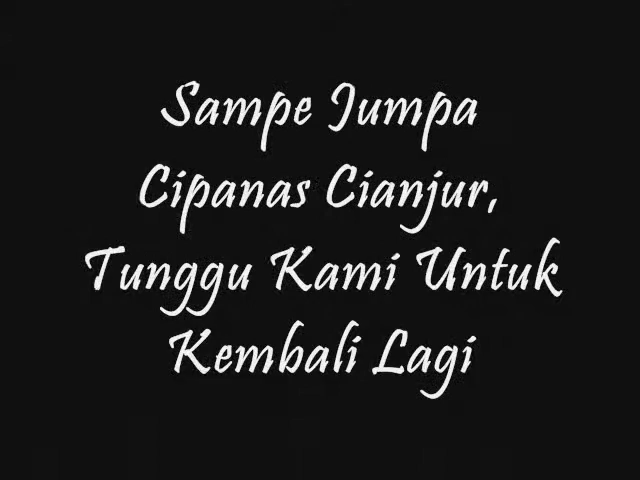 Sampe Jumpa
Cipanas Cianjur,
Tunggu Kami Untuk
Kembali Lagi